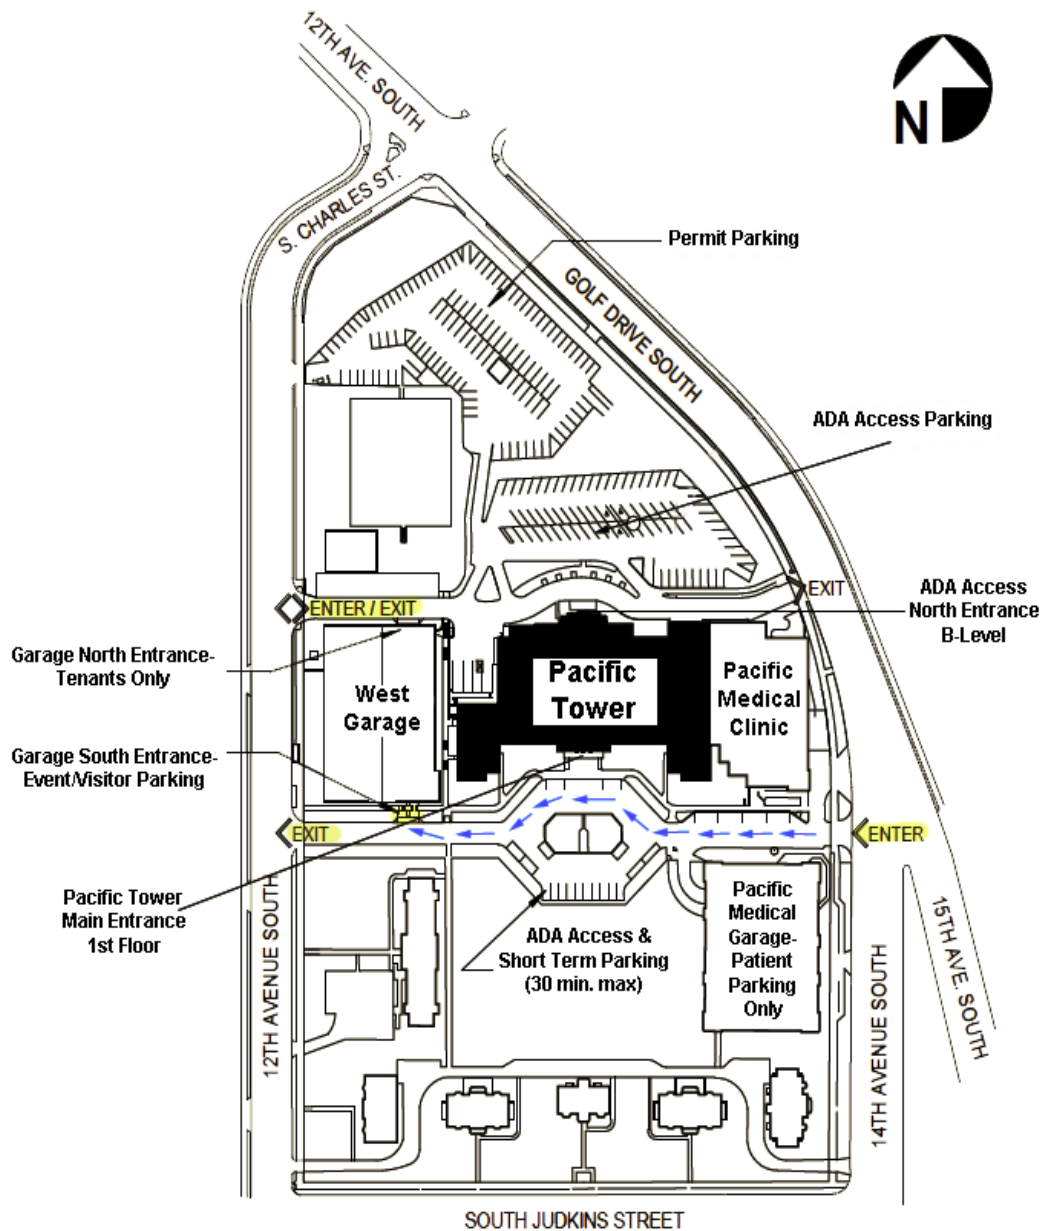 12TH AVE. SOUTH
N
S. CHARLES ST.
Permit Parking
GOLF DRIVE SOUTH
ADA Access Parking
ENTER / EXIT
EXIT
ADA Access
North Entrance
B-Level
Garage North Entrance-
Tenants Only
West
Garage
Pacific
Tower
Pacific
Medical
Clinic
Garage South Entrance-
Event/Visitor Parking
EXIT
ENTER
Pacific Tower
Main Entrance
1st Floor
ADA Access &
Short Term Parking
(30 min. max)
Pacific
Medical
Garage-
Patient
Parking
Only
12TH AVENUE SOUTH
14TH AVENUE SOUTH
15TH AVE. SOUTH
SOUTH JUDKINS STREET